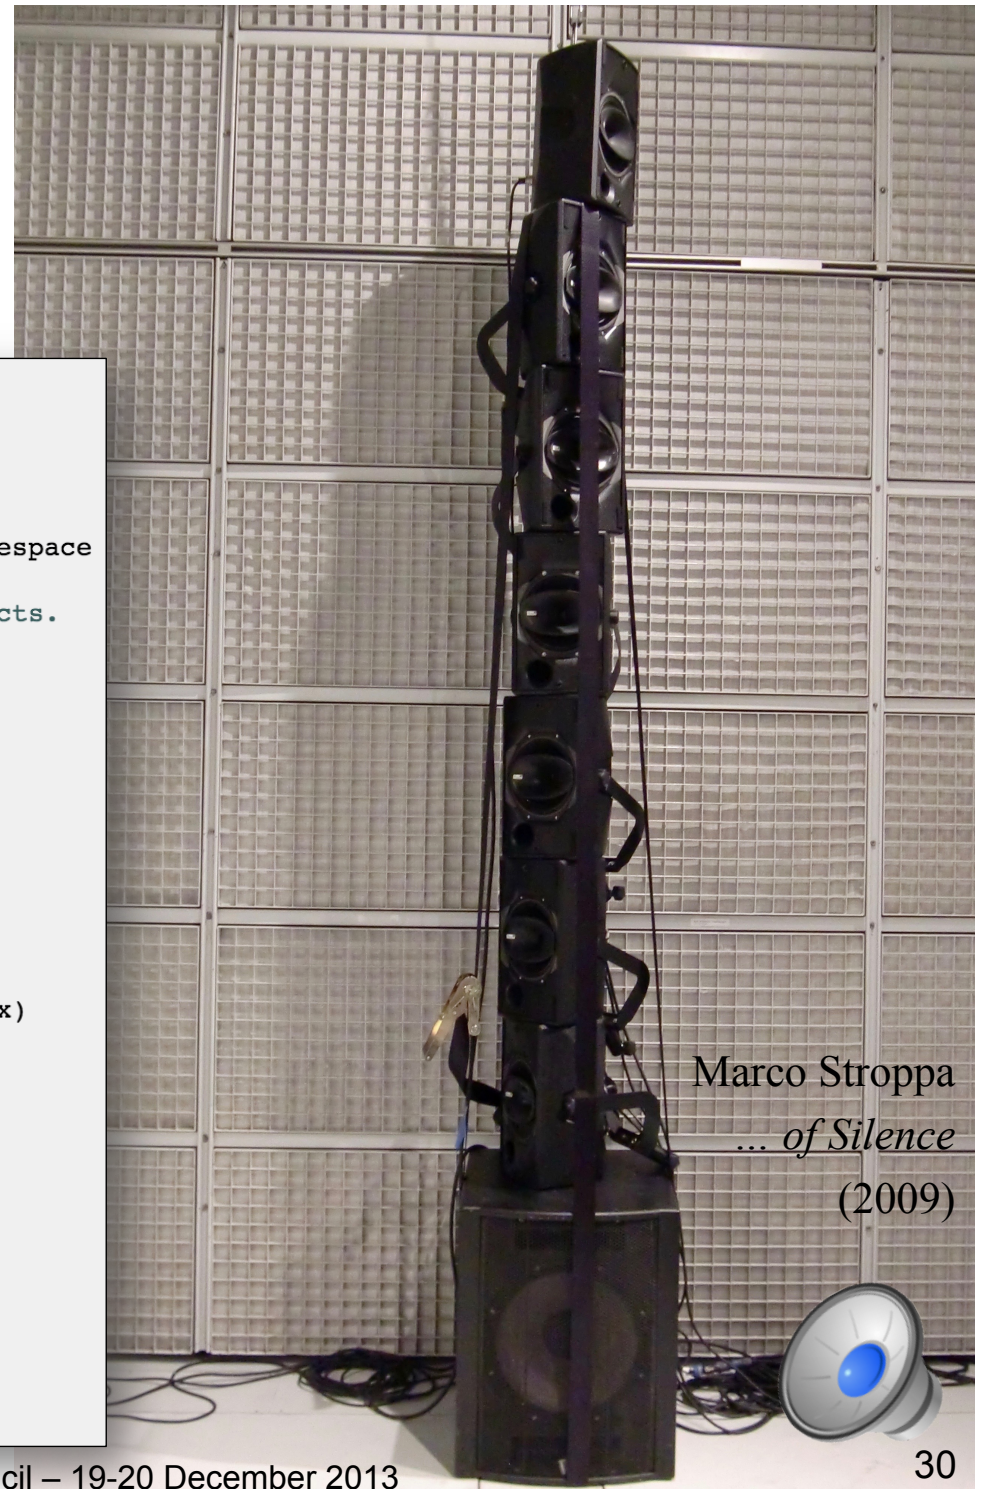 espace
cts.
x)
Marco Stroppa
... of Silence
(2009)
cil – 19-20 December 2013
30